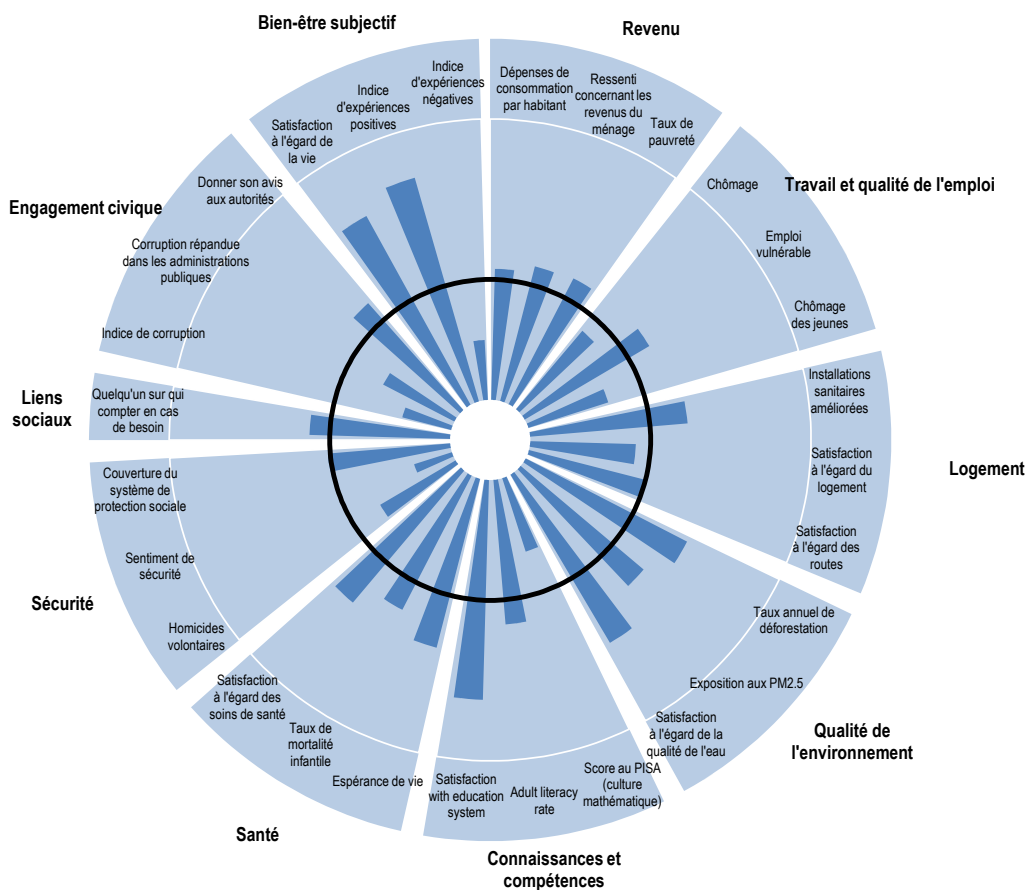 Bien-être subjectif
Indice
d'expériences
négatives
Indice
d'expériences
positives
Satisfaction
à l'égard de
la vie
Revenu
Dépenses de
consommation
par habitant
Ressenti
concernant les
revenus du
ménage
Taux de
pauvreté
Travail et qualité de l'emploi
Chômage
Emploi
vulnérable
Chômage
des jeunes
Logement
Installations
sanitaires
améliorées
Satisfaction
à l'égard du
logement
Satisfaction
à l'égard des
routes
Qualité de
l'environnement
Taux annuel de
déforestation
Exposition aux PM2.5
Satisfaction
à l'égard de la
qualité de l'eau
Connaissances et
compétences
Score au PISA
(culture
mathématique)
Adult literacy
rate
Satisfaction
with education
system
Santé
Espérance de vie
Taux de
mortalité
infantile
Satisfaction
à l'égard des
soins de santé
Sécurité
Homicides
volontaires
Sentiment de
sécurité
Couverture du
système de
protection sociale
Liens
sociaux
Quelqu'un sur qui
compter en cas
de besoin
Engagement civique
Indice de corruption
Corruption répandue
dans les administrations
publiques
Donner son avis
aux autorités